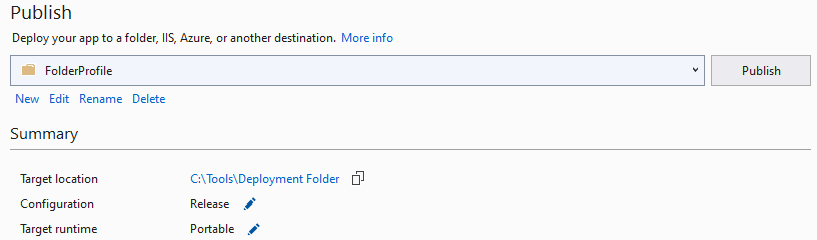 Publish
Deploy your app to a folder, IIS, Azure, or another destination. More info
FolderProfile Publish
New Edit Rename Delete
Summary
Target location C:\Tools\Deployment Folder
Configuration Release
Target runtime Portable